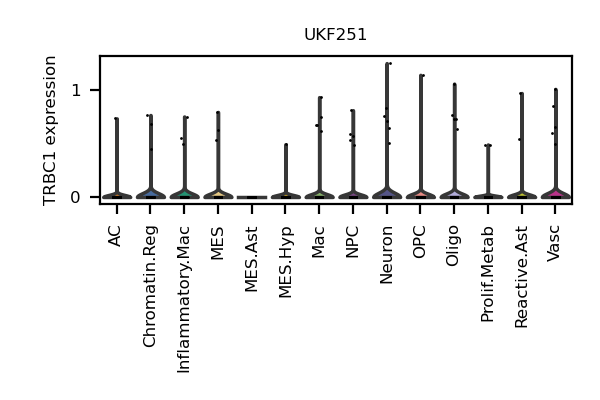 UKF251
TRBC1 expression
1
0
AC
Chromatin.Reg
Inflammatory.Mac
MES
MES.Ast
MES.Hyp
Mac
NPC
Neuron
OPC
Oligo
Prolif.Metab
Reactive.Ast
Vasc